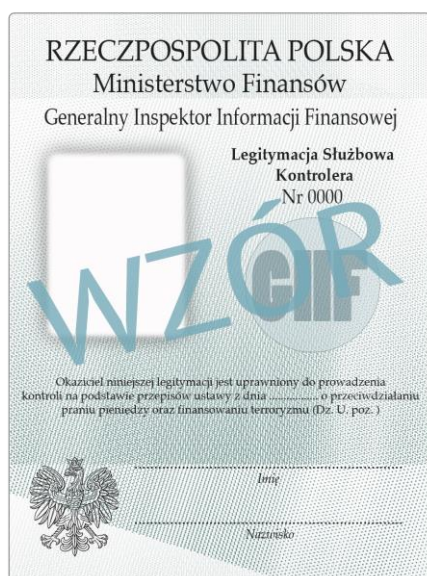 RZECZPOSPOLITA POLSKA
Ministerstwo Finansów
Generalny Inspektor Informacji Finansowej
Legitymacja Służbowa
Kontrolera
Nr 0000
WZÓR
GIIF
Okaziciel niniejszej legitymacji jest uprawniony do prowadzenia
kontroli na podstawie przepisów ustawy z dnia ................ o przeciwdziałaniu
praniu pieniędzy oraz finansowaniu terroryzmu (Dz. U. poz. )
Imię
Nazwisko